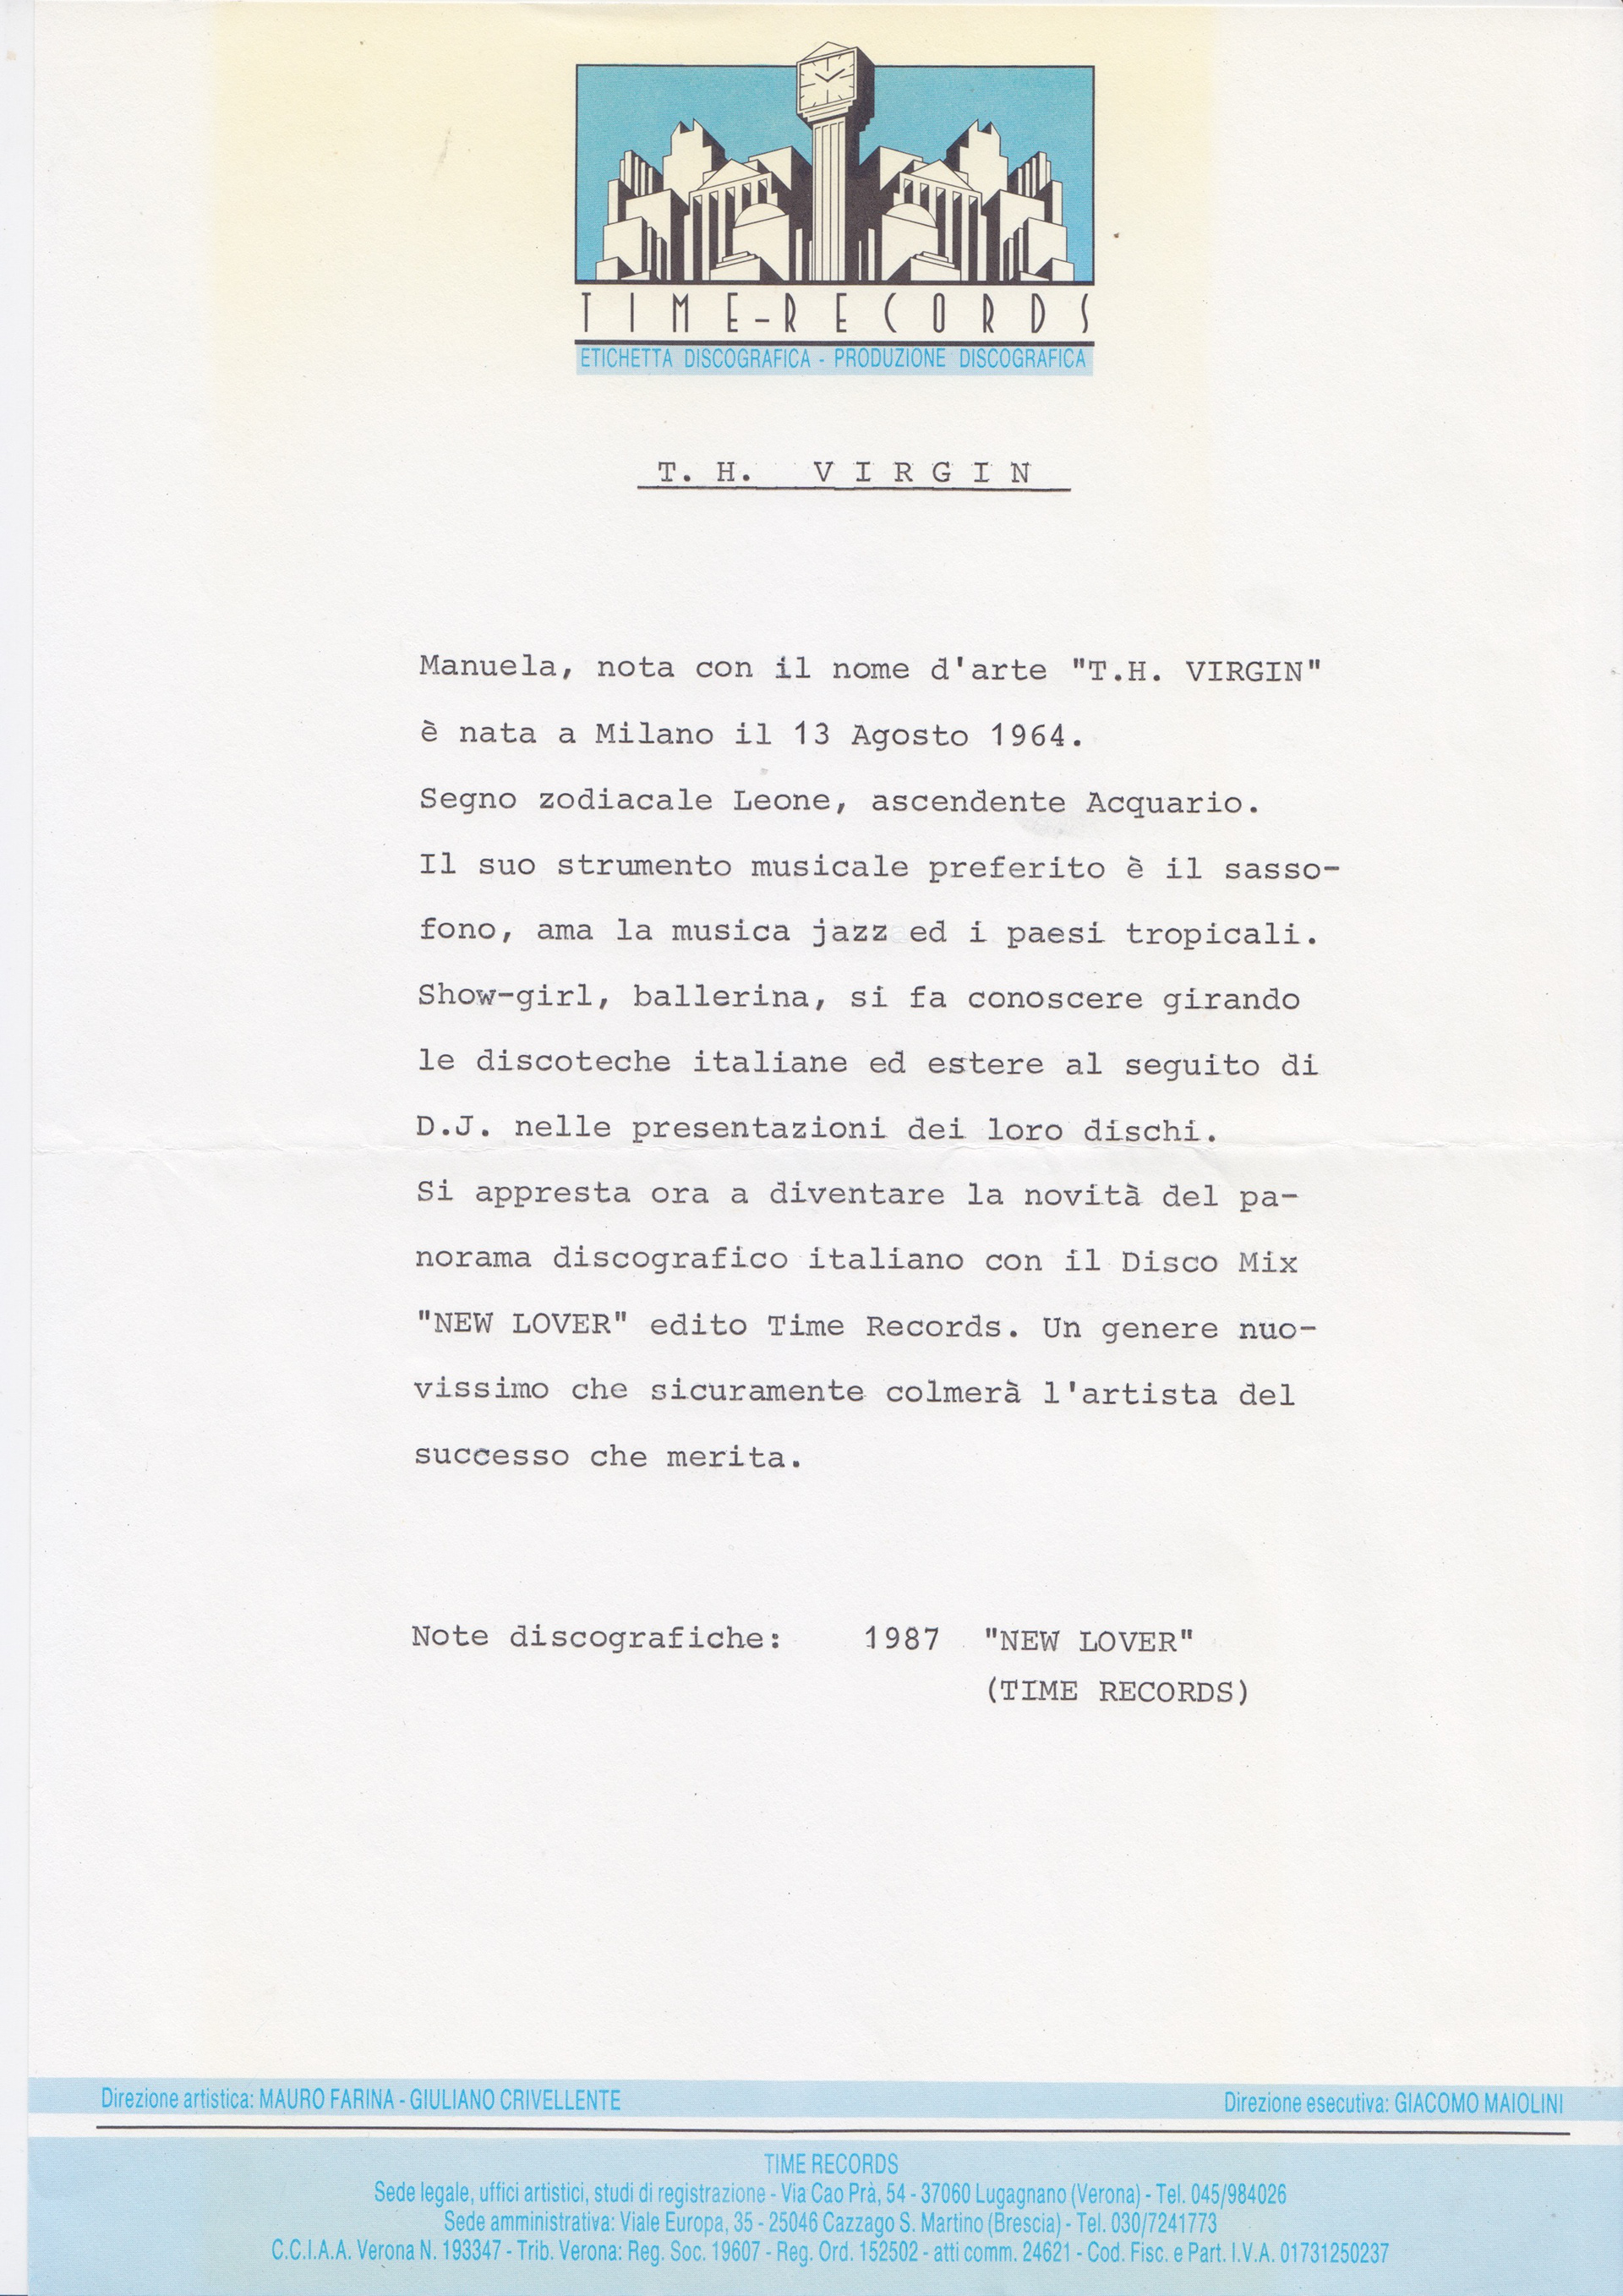 TIME-RECORDS
ETICHETTA DISCOGRAFICA - PRODUZIONE DISCOGRAFICA
T. H. VIRGIN
Manuela, nota con il nome d'arte "T.H. VIRGIN"
è nata a Milano il 13 Agosto 1964.
Segno zodiacale Leone, ascendente Acquario.
Il suo strumento musicale preferito è il sasso-
fono, ama la musica jazz ed i paesi tropicali.
Show-girl, ballerina, si fa conoscere girando
le discoteche italiane ed estere al seguito di
D.J. nelle presentazioni dei loro dischi.
Si appresta ora a diventare la novità del pa-
norama discografico italiano con il Disco Mix
"NEW LOVER" edito Time Records. Un genere nuo-
vissimo che sicuramente colmerà l'artista del
successo che merita.
Note discografiche: 1987 "NEW LOVER"
(TIME RECORDS)
Direzione artistica: MAURO FARINA - GIULIANO CRIVELLENTE Direzione esecutiva: GIACOMO MAIOLINI
TIME RECORDS
Sede legale, uffici artistici, studi di registrazione - Via Cao Prà, 54 - 37060 Lugagnano (Verona) - Tel. 045/984026
Sede amministrativa: Viale Europa, 35 - 25046 Cazzago S. Martino (Brescia) - Tel. 030/7241773
C.C.I.A.A. Verona N. 193347 - Trib. Verona: Reg. Soc. 19607 - Reg. Ord. 152502 - atti comm. 24621 - Cod. Fisc. e Part. I.V.A. 01731250237